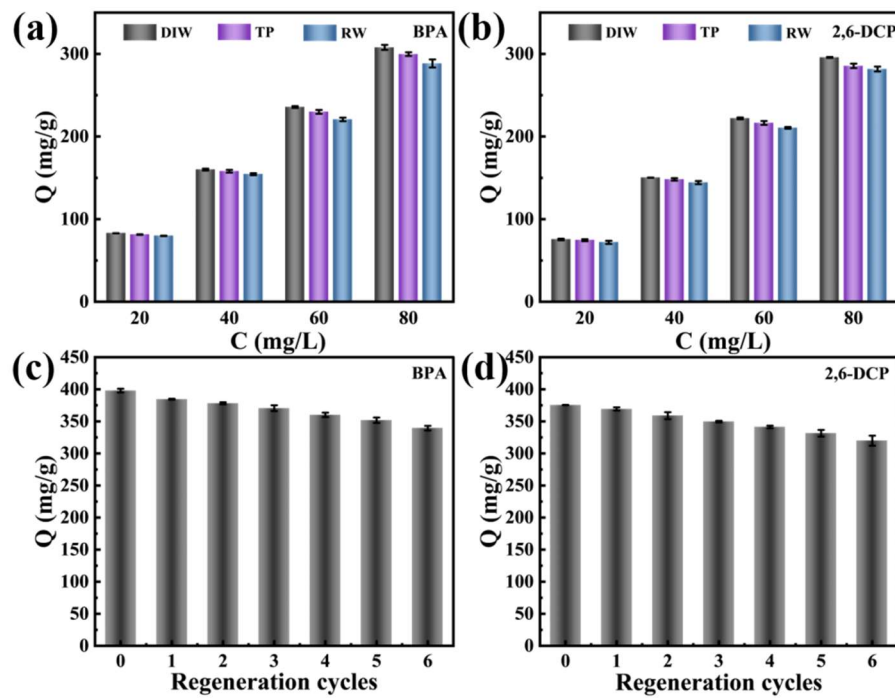 (a)
DIW TP RW BPA
Q (mg/g)
300
200
100
0
20 40 60 80
C (mg/L)
(b)
DIW TP RW 2,6-DCP
Q (mg/g)
300
200
100
0
20 40 60 80
C (mg/L)
(c)
BPA
Q (mg/g)
450
400
350
300
250
200
150
100
50
0
0 1 2 3 4 5 6
Regeneration cycles
(d)
2,6-DCP
Q (mg/g)
450
400
350
300
250
200
150
100
50
0
0 1 2 3 4 5 6
Regeneration cycles